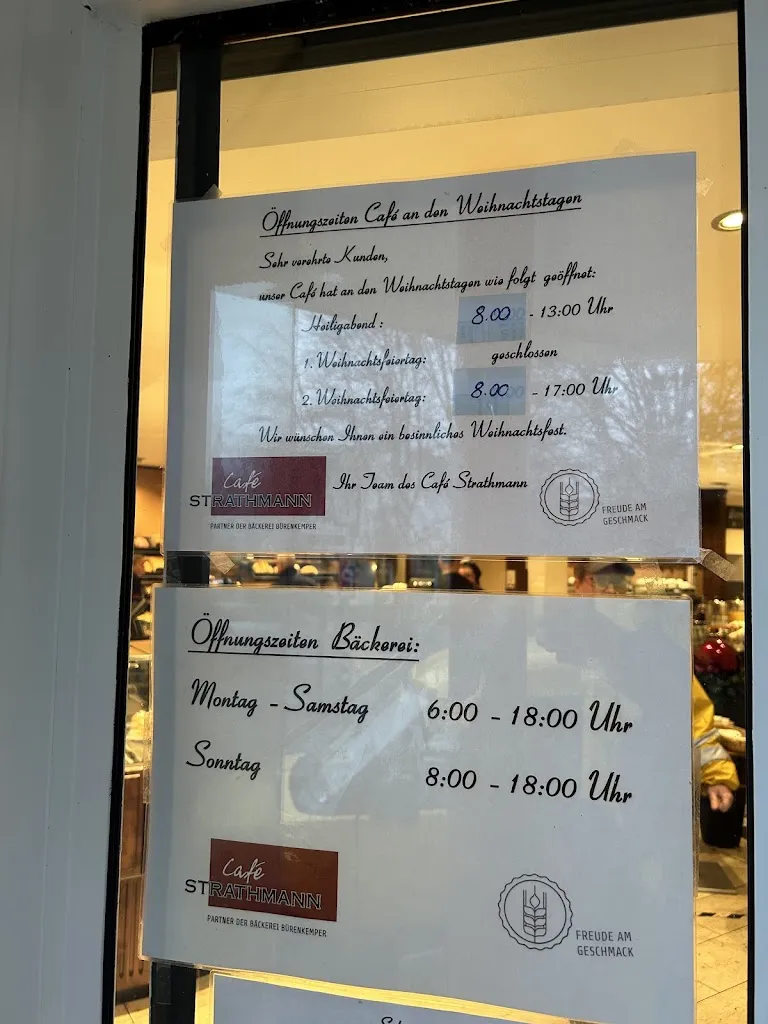 Öffnungszeiten Café an den Weihnachtstagen
Sehr verehrte Kunden,
unser Café hat an den Weihnachtstagen wie folgt geöffnet:
Heiligabend: 8.00 - 13:00 Uhr
1. Weihnachtsfeiertag: geschlossen
2. Weihnachtsfeiertag: 8.00 - 17:00 Uhr
Wir wünschen Ihnen ein besinnliches Weihnachtsfest.
Ihr Team des Café Strathmann
Café
STRATHMANN
PARTNER DER BÄCKEREI BÜRENKEMPER
FREUDE AM
GESCHMACK
Öffnungszeiten Bäckerei:
Montag - Samstag 6:00 - 18:00 Uhr
Sonntag 8:00 - 18:00 Uhr
Café
STRATHMANN
PARTNER DER BÄCKEREI BÜRENKEMPER
FREUDE AM
GESCHMACK